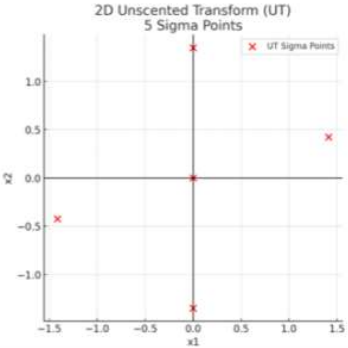 2D Unscented Transform (UT)
5 Sigma Points
UT Sigma Points
1.0
0.5
0.0
−0.5
−1.0
x2
−1.5 −1.0 −0.5 0.0 0.5 1.0 1.5
x1